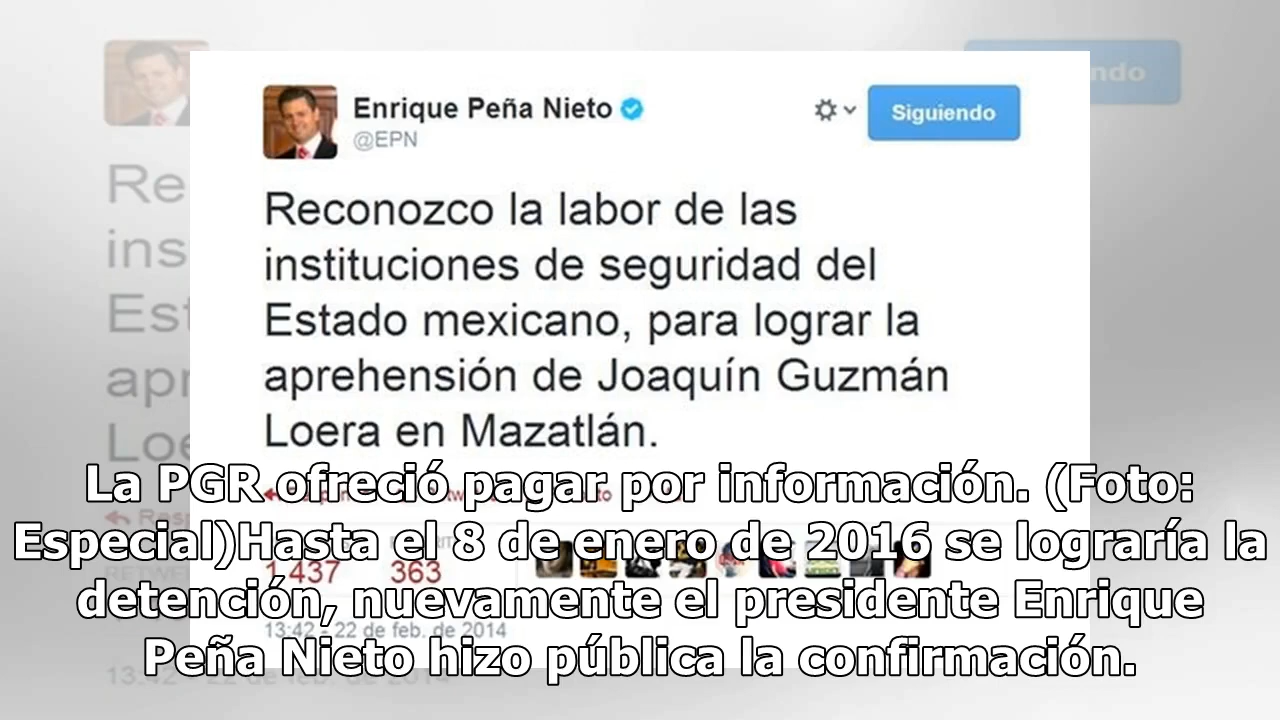 Enrique Peña Nieto
@EPN
Siguiendo
Reconozco la labor de las
instituciones de seguridad del
Estado mexicano, para lograr la
aprehensión de Joaquín Guzmán
Loera en Mazatlán.
La PGR ofreció pagar por información. (Foto:
Especial)Hasta el 8 de enero de 2016 se lograría la
detención, nuevamente el presidente Enrique
Peña Nieto hizo pública la confirmación.
1,437 363
13:42 - 22 de feb. de 2014